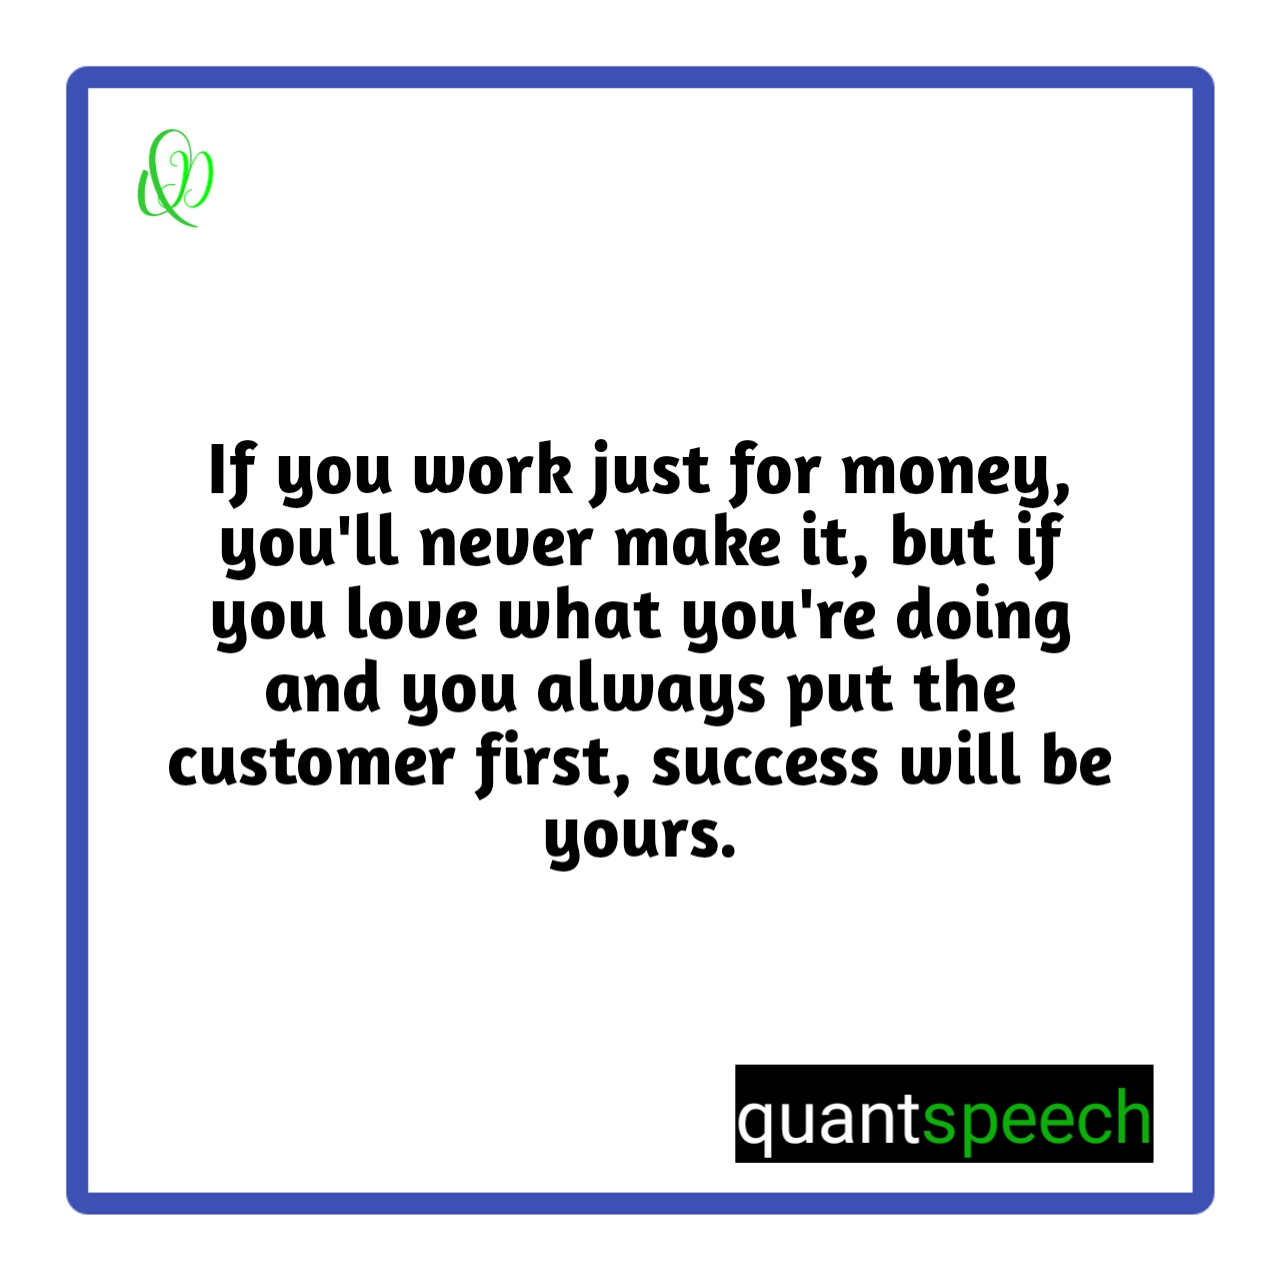 If you work just for money,
you'll never make it, but if
you love what you're doing
and you always put the
customer first, success will be
yours.
quantspeech